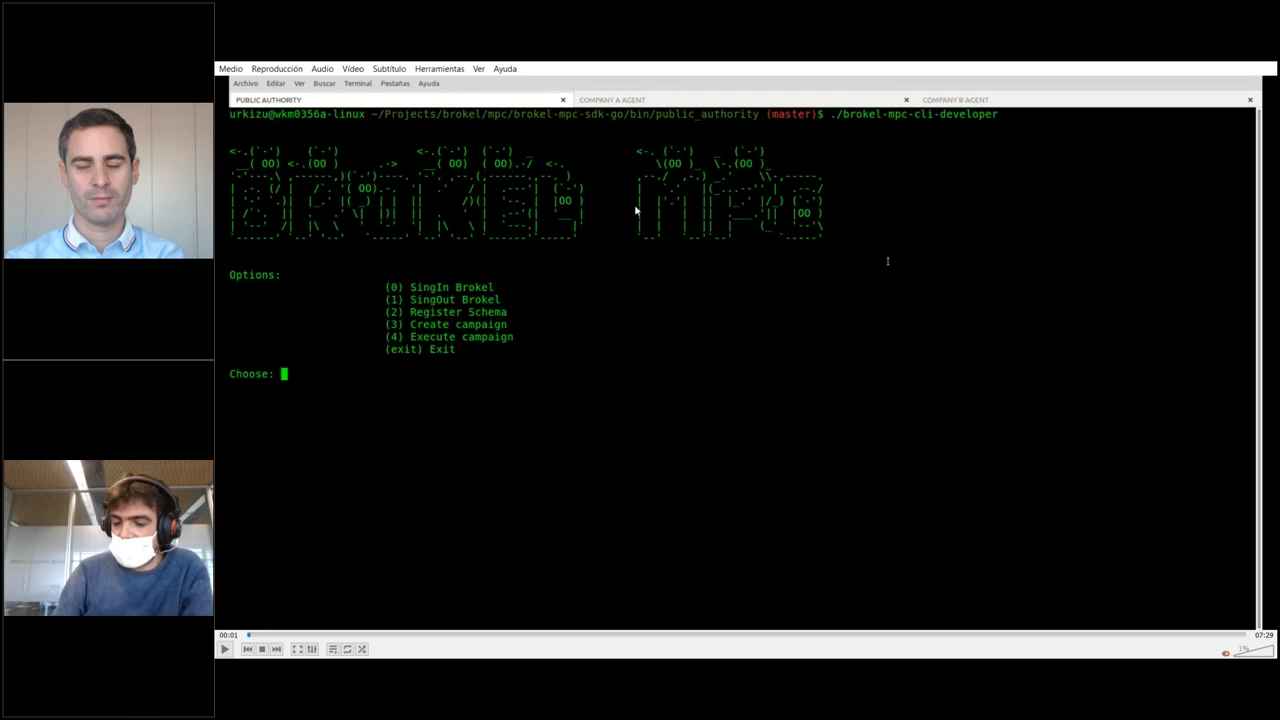 Medio Reproducción Audio Vídeo Subtítulo Herramientas Ver Ayuda
Archivo Editar Ver Buscar Terminal Pestañas Ayuda
PUBLIC AUTHORITY COMPANY A AGENT COMPANY B AGENT
urkizu@wkm0356a-linux ~/Projects/brokel/mpc/brokel-mpc-sdk-go/bin/public_authority (master)$ ./brokel-mpc-cli-developer
BROKEL MPC
Options:
(0) SingIn Brokel
(1) SingOut Brokel
(2) Register Schema
(3) Create campaign
(4) Execute campaign
(exit) Exit
Choose:
00:01 07:29
1%